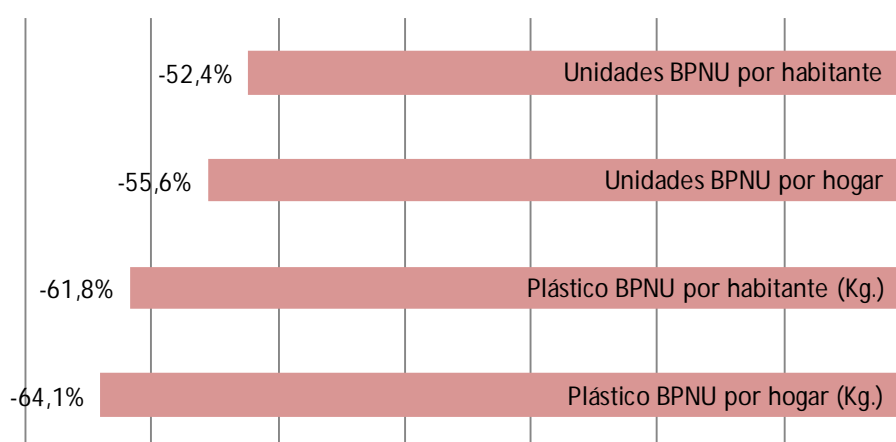 -52,4% Unidades BPNU por habitante
-55,6% Unidades BPNU por hogar
-61,8% Plástico BPNU por habitante (Kg.)
-64,1% Plástico BPNU por hogar (Kg.)